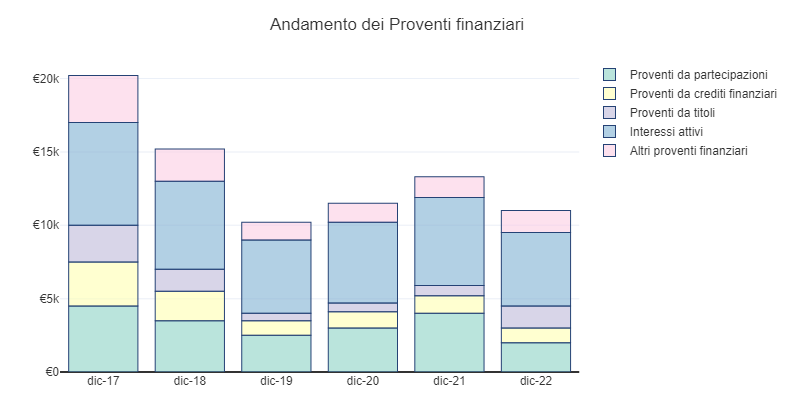 Andamento dei Proventi finanziari
€20k
€15k
€10k
€5k
€0
dic-17
dic-18
dic-19
dic-20
dic-21
dic-22
Proventi da partecipazioni
Proventi da crediti finanziari
Proventi da titoli
Interessi attivi
Altri proventi finanziari